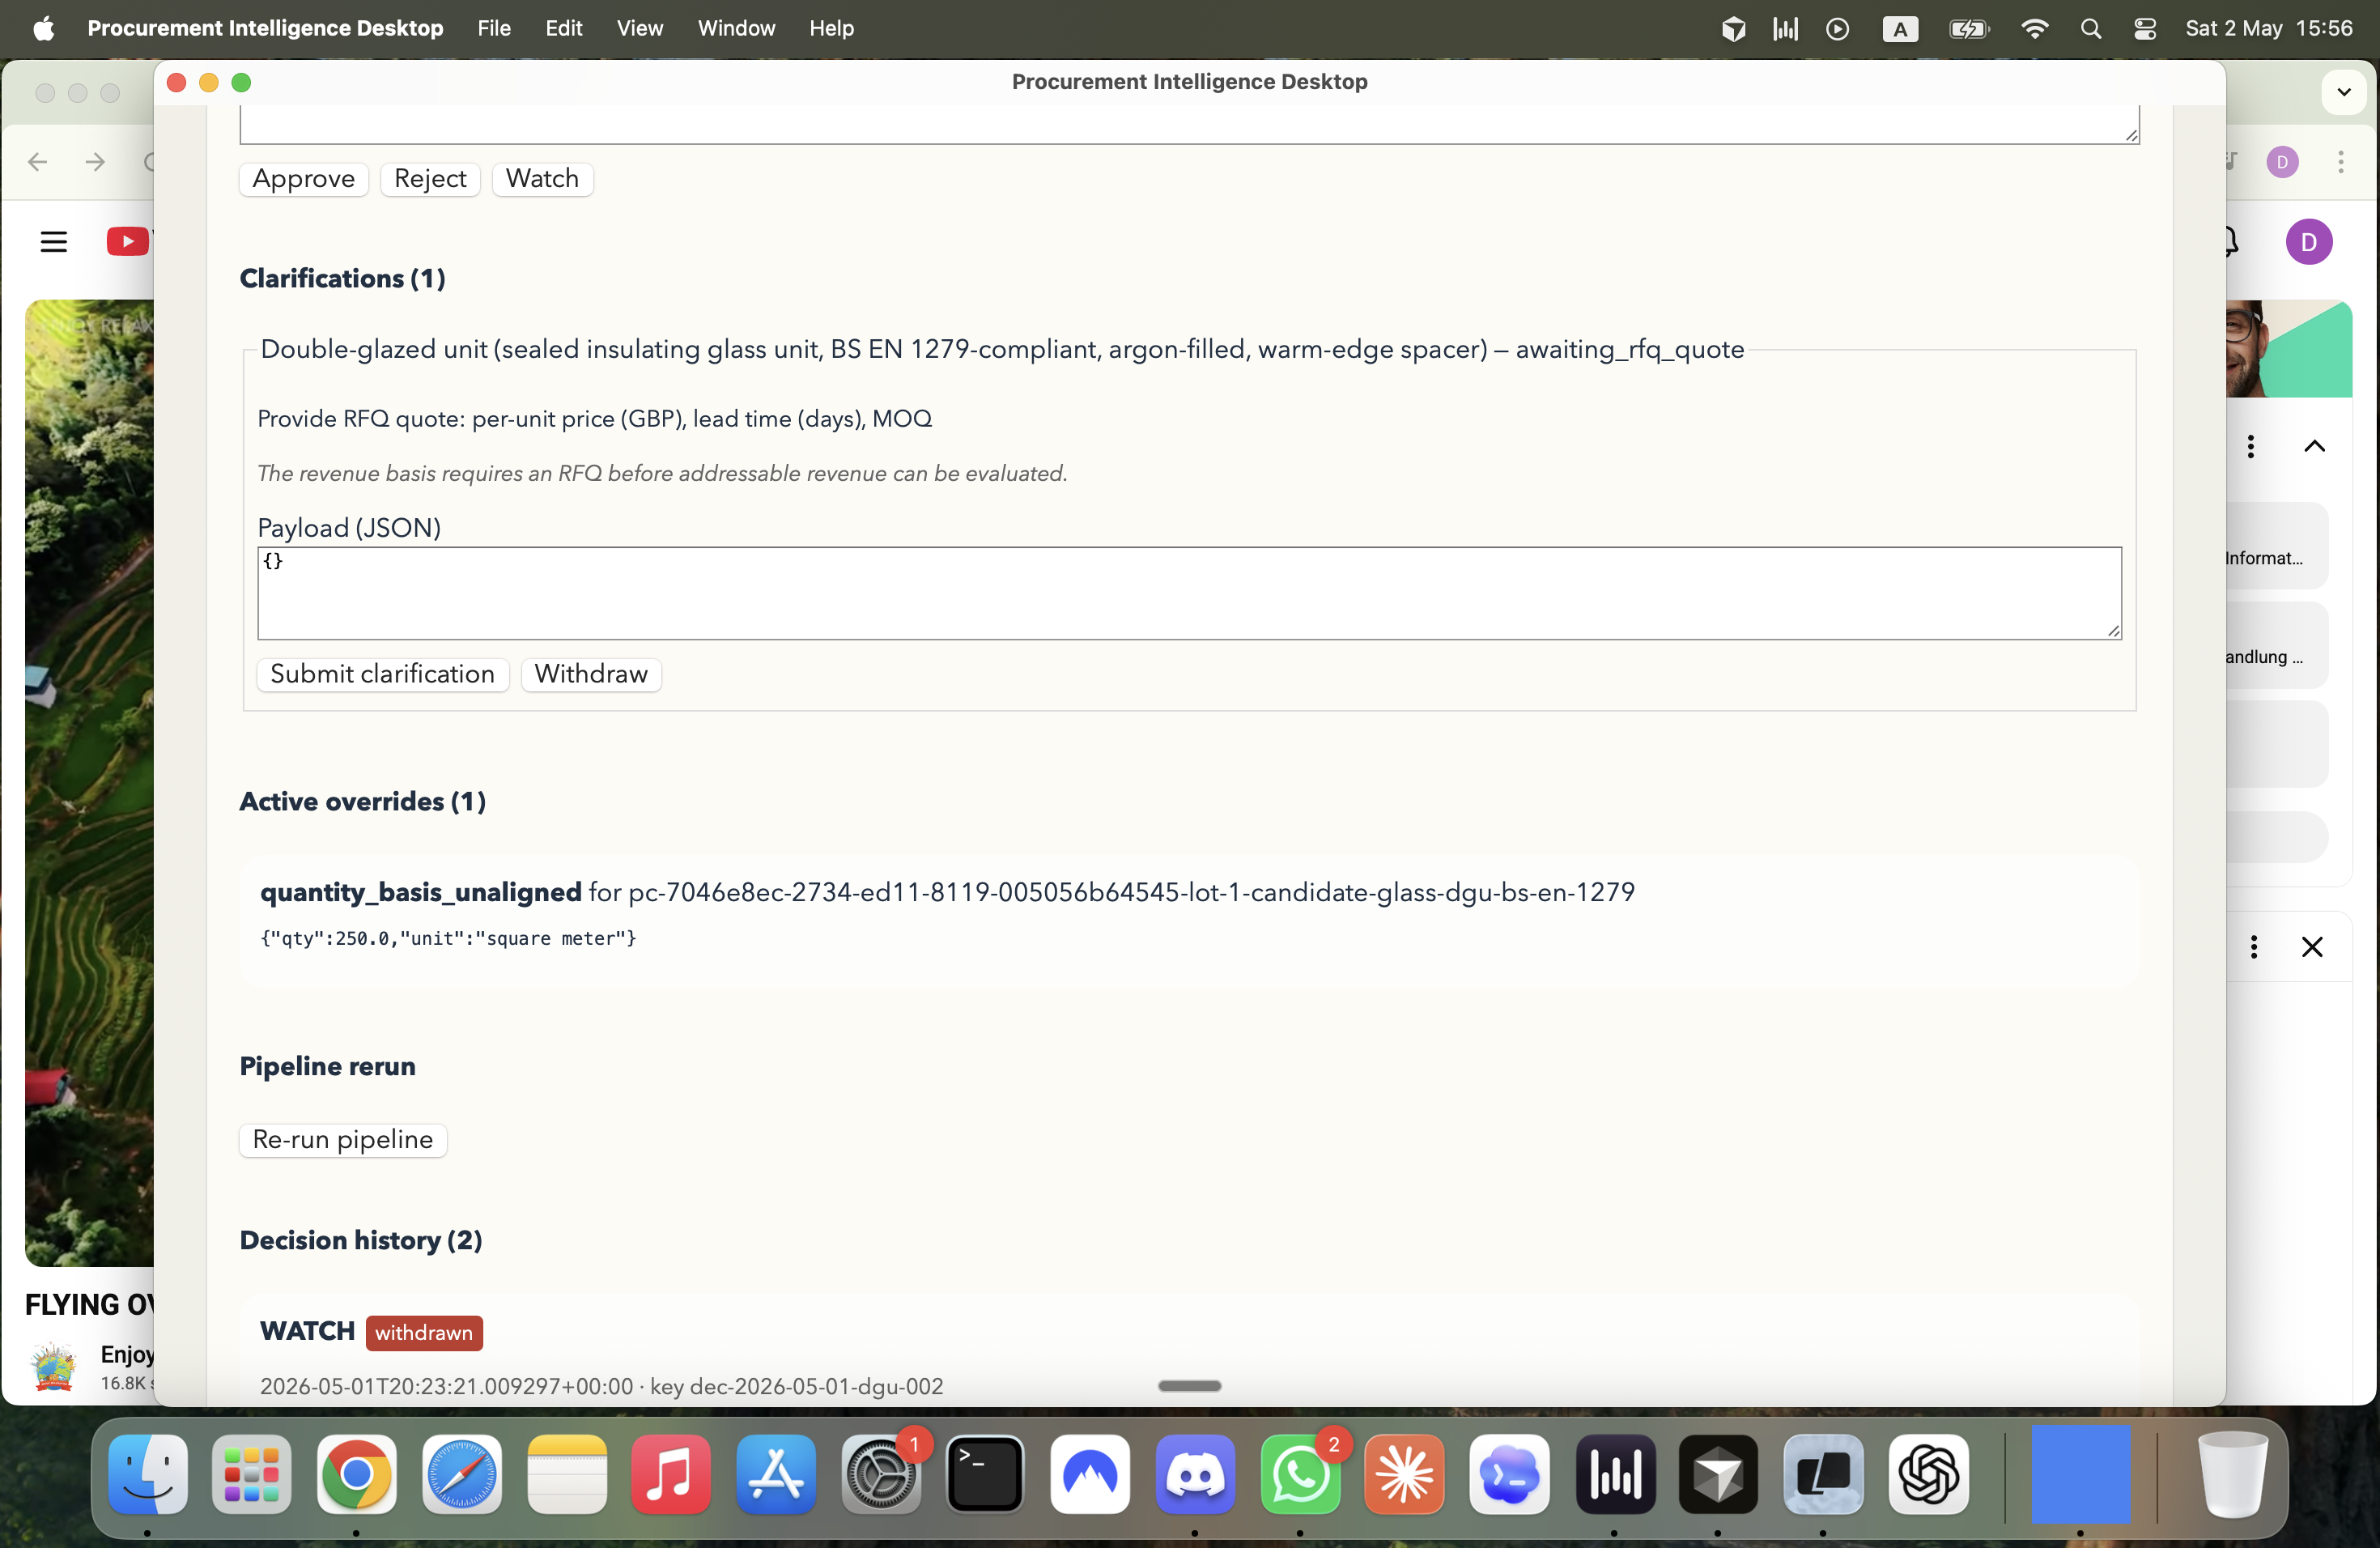 Procurement Intelligence Desktop File Edit View Window Help A Sat 2 May 15:56
Procurement Intelligence Desktop
D
Approve Reject Watch
D
Clarifications (1)
Double-glazed unit (sealed insulating glass unit, BS EN 1279-compliant, argon-filled, warm-edge spacer) – awaiting_rfq_quote
Provide RFQ quote: per-unit price (GBP), lead time (days), MOQ
The revenue basis requires an RFQ before addressable revenue can be evaluated.
Payload (JSON)
{}
Informat...
andlung ...
Submit clarification Withdraw
Active overrides (1)
quantity_basis_unaligned for pc-7046e8ec-2734-ed11-8119-005056b64545-lot-1-candidate-glass-dgu-bs-en-1279
{"qty":250.0,"unit":"square meter"}
Pipeline rerun
Re-run pipeline
Decision history (2)
FLYING OV
WATCH withdrawn
Enjoy
16.8K s
2026-05-01T20:23:21.009297+00:00 · key dec-2026-05-01-dgu-002
1
2